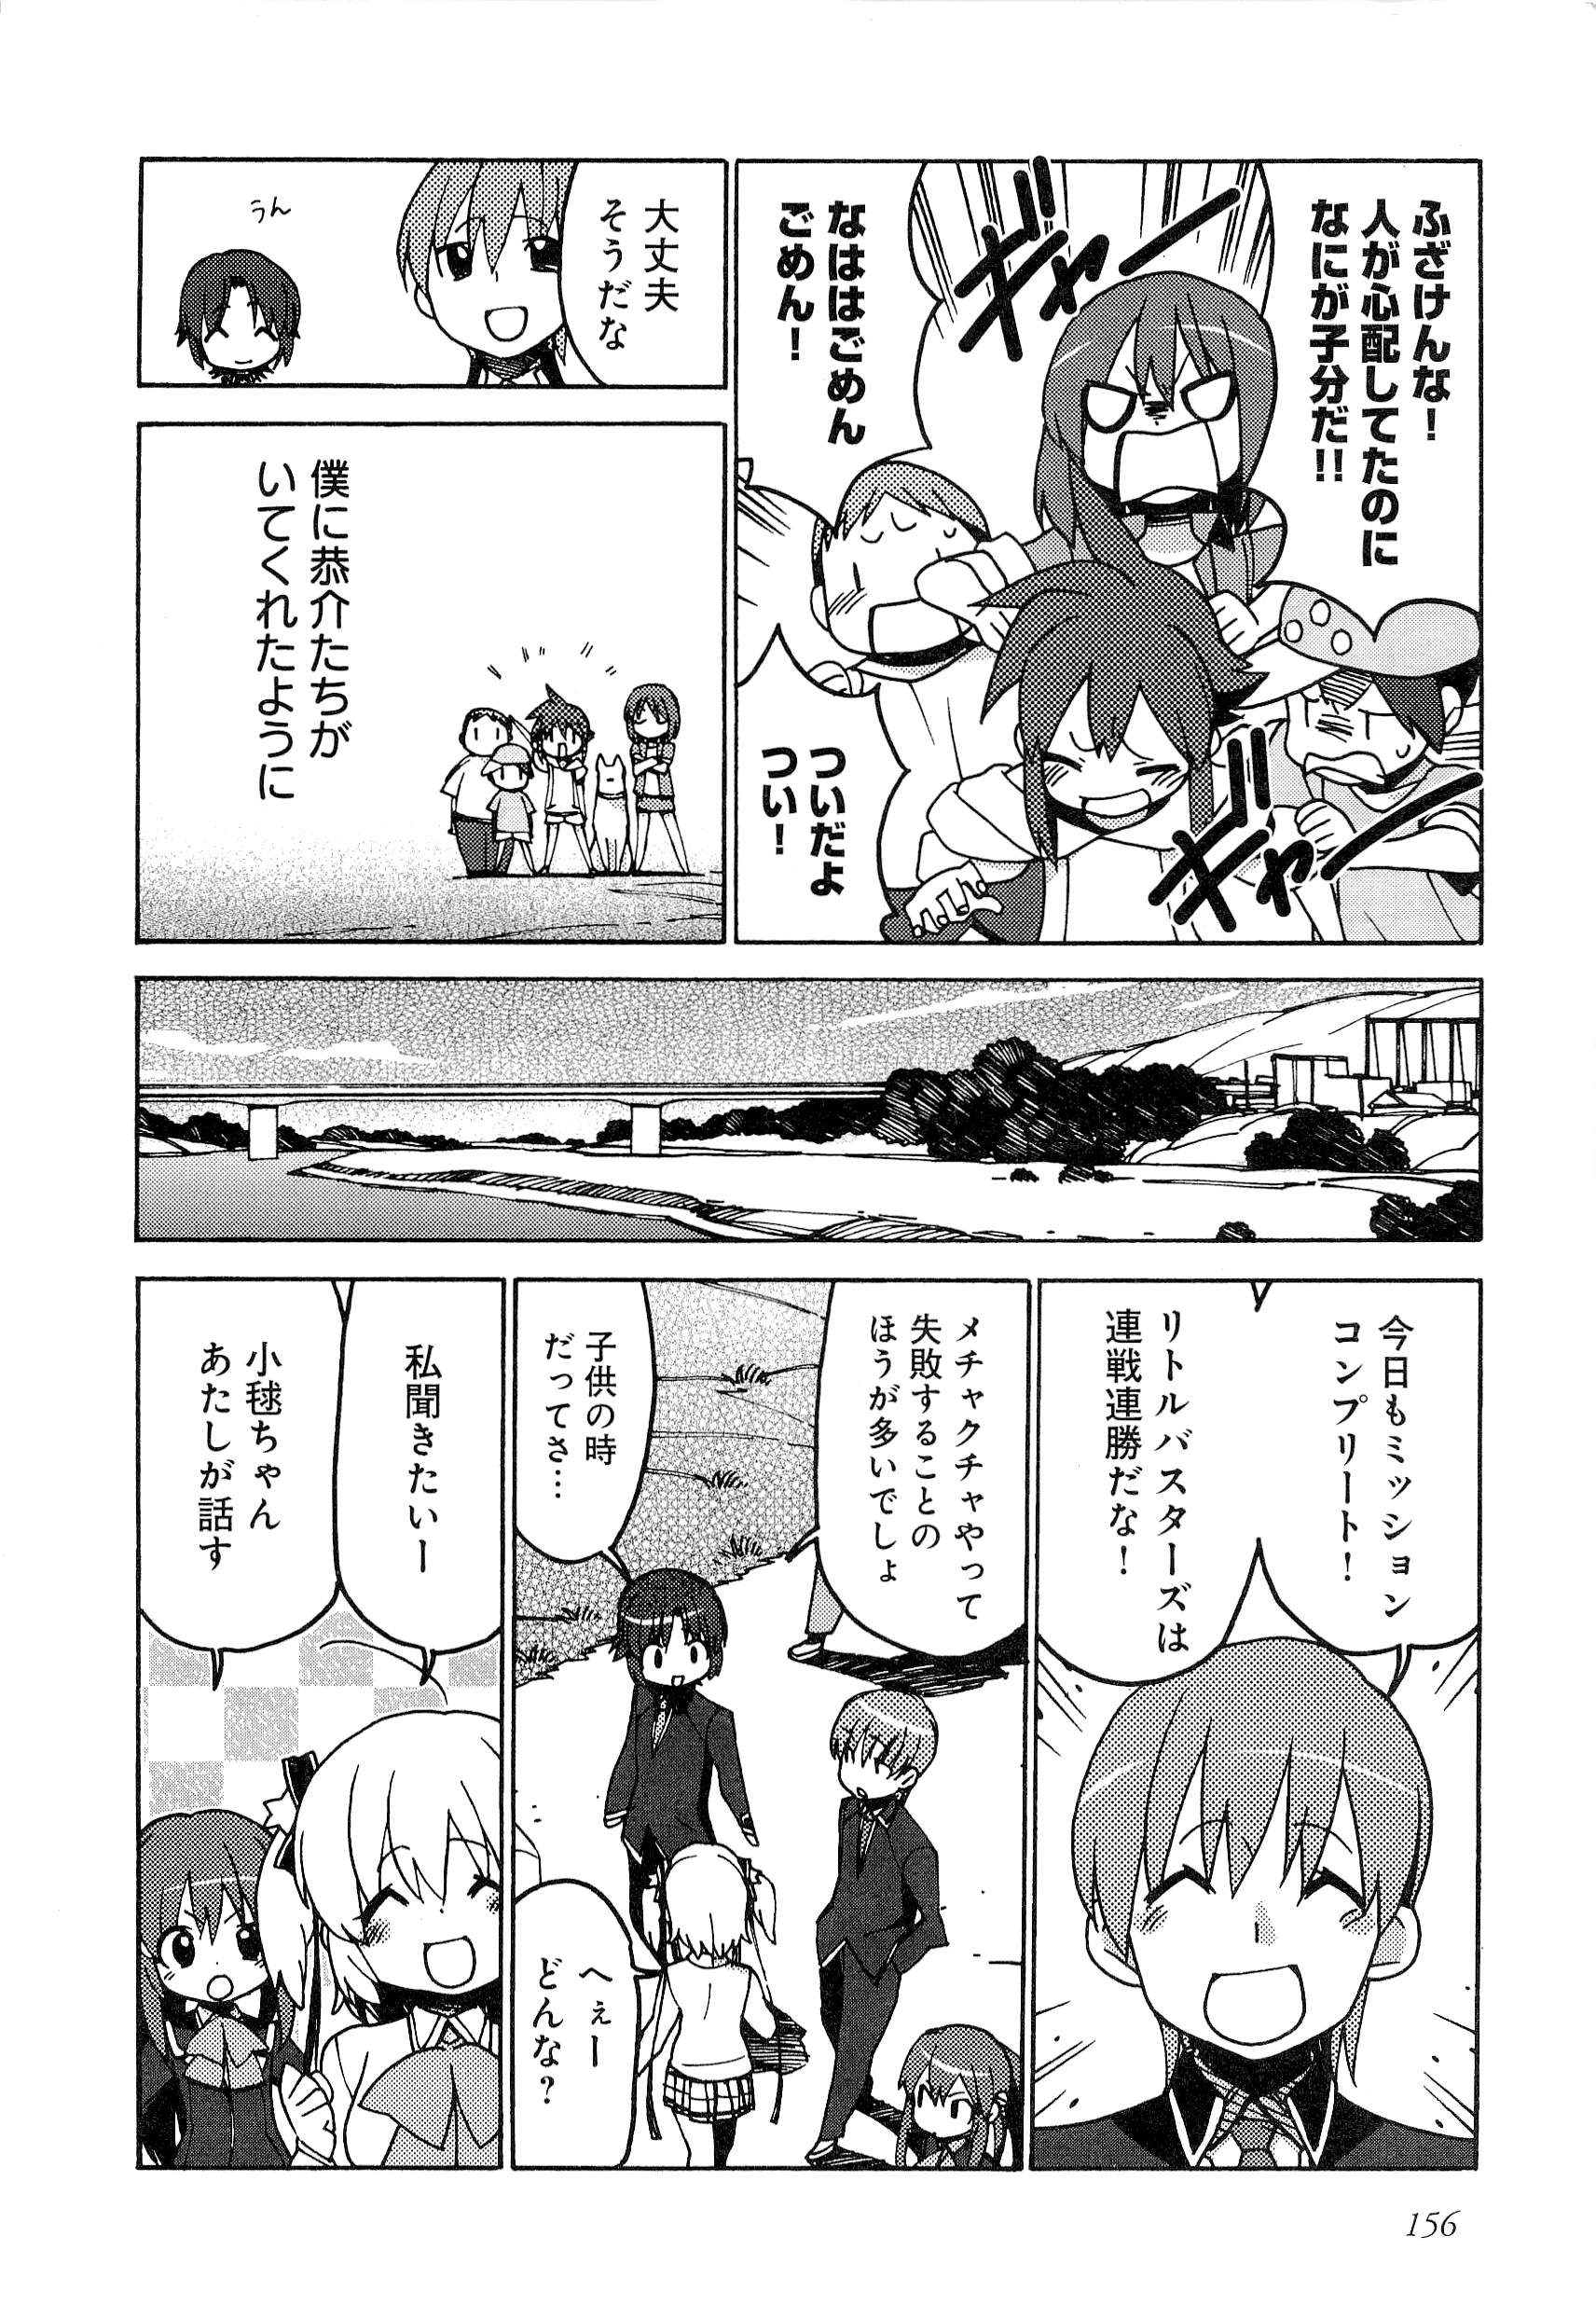 ふざけんな！
人が心配してたのに
なにが子分だ!!
ギャー
なははごめん
ごめん！
ついだよ
つい！
ギャー
大丈夫
そうだな
うん
僕に恭介たちが
いてくれたように
今日もミッション
コンプリート！
リトルバスターズは
連戦連勝だな！
メチャクチャやって
失敗することの
ほうが多いでしょ
子供の時
だってさ…
へぇー
どんな？
私聞きたいー
小毬ちゃん
あたしが話す
156